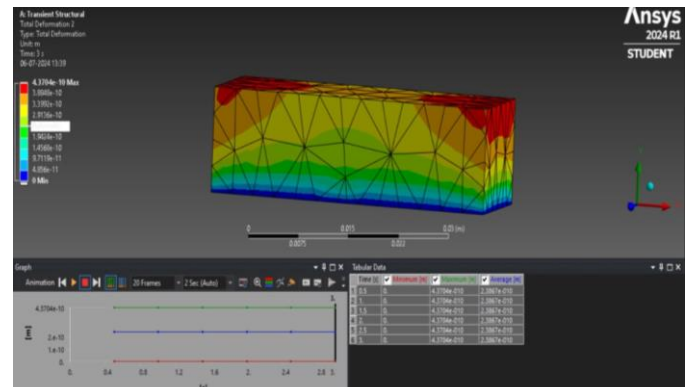 A: Transient Structural
Total Deformation 2
Type: Total Deformation
Unit: m
Time: 3 s
06-07-2024 13:39
4.3704e-10 Max
3.8848e-10
3.3992e-10
2.9136e-10
1.9424e-10
1.4568e-10
9.7119e-11
4.856e-11
0 Min
Ansys
2024 R1
STUDENT
0 0.015 0.03 (m)
0.0075 0.023
Graph
Animation 20 Frames 2 Sec (Auto)
3.
4.3704e-10
[m]
2.e-10
1.e-10
0.
0. 0.4 0.8 1.2 1.6 2. 2.4 2.8 3.
Tabular Data
Time [s] Minimum [m] Maximum [m] Average [m]
1 0.5 0. 4.3704e-010 2.3867e-010
2 1. 0. 4.3704e-010 2.3867e-010
3 1.5 0. 4.3704e-010 2.3867e-010
4 2. 0. 4.3704e-010 2.3867e-010
5 2.5 0. 4.3704e-010 2.3867e-010
6 3. 0. 4.3704e-010 2.3867e-010